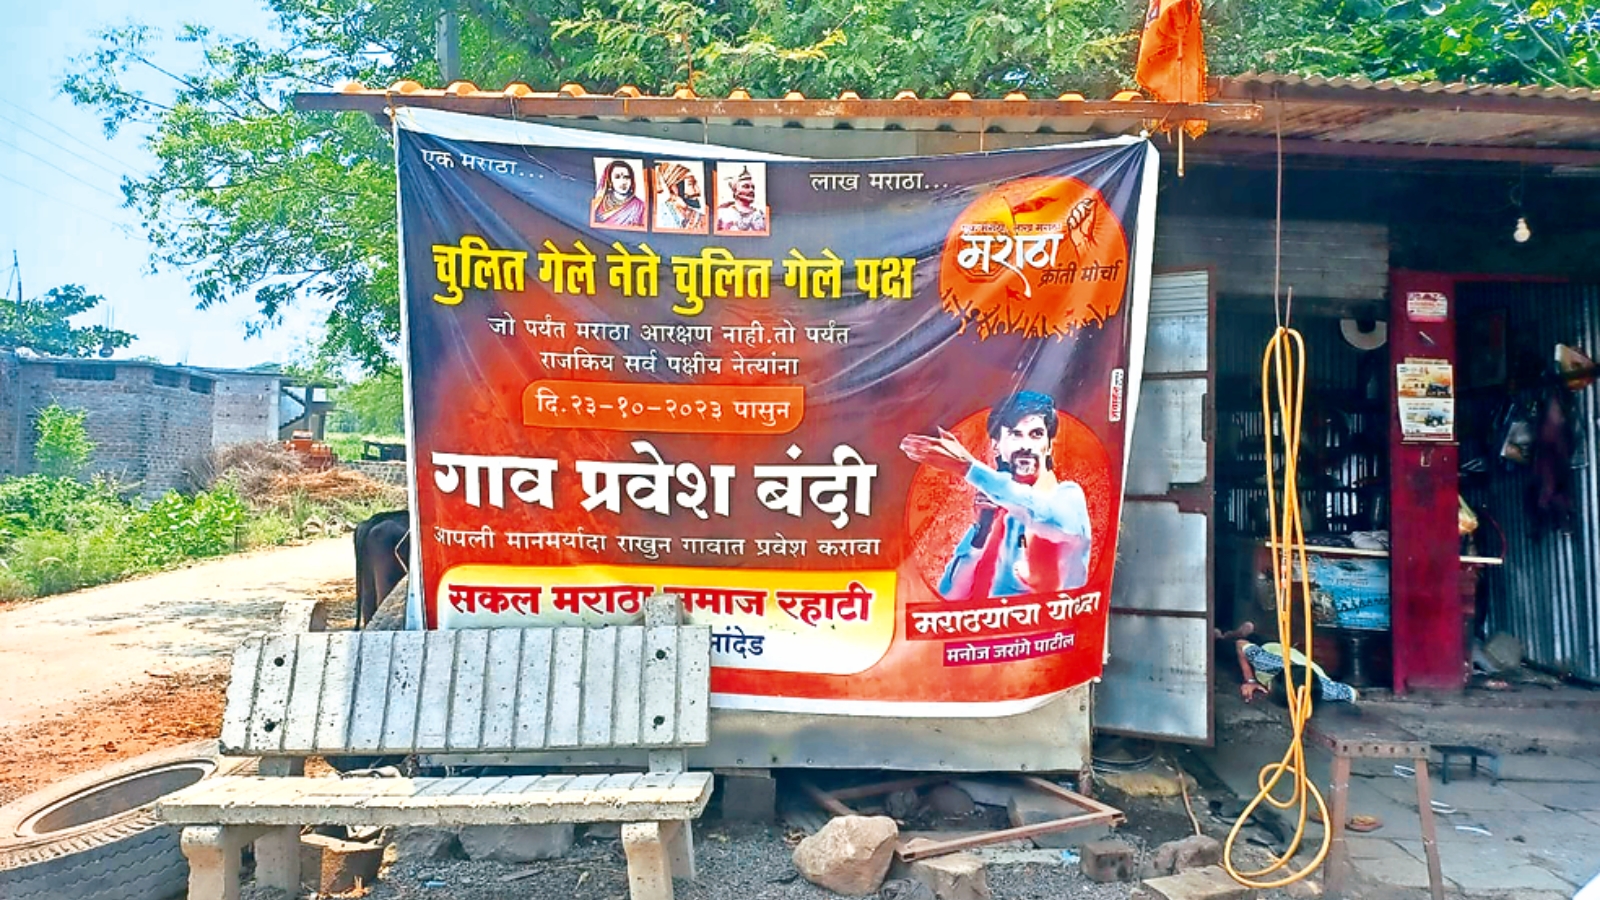 एक मराठा...
लाख मराठा...
मराठा
क्रांती मोर्चा
चुलित गेले नेते चुलित गेले पक्ष
जो पर्यंत मराठा आरक्षण नाही.तो पर्यंत
राजकिय सर्व पक्षीय नेत्यांना
दि.२३-१०-२०२३ पासुन
गाव प्रवेश बंदी
आपली मानमर्यादा राखुन गावात प्रवेश करावा
सकल मराठा समाज रहाटी
नांदेड
मराठयांचा योध्दा
मनोज जरांगे पाटील